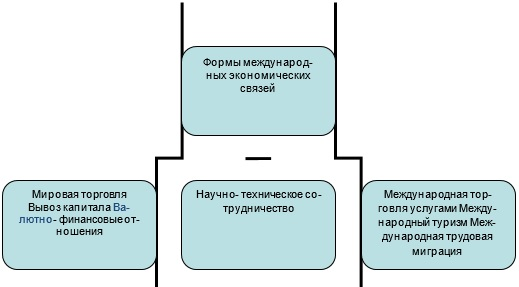 Формы международ-
ных экономических
связей
Мировая торговля
Вывоз капитала Ва-
лютно- финансовые от-
ношения
Научно- техническое со-
трудничество
Международная тор-
говля услугами Между-
народный туризм Меж-
дународная трудовая
миграция